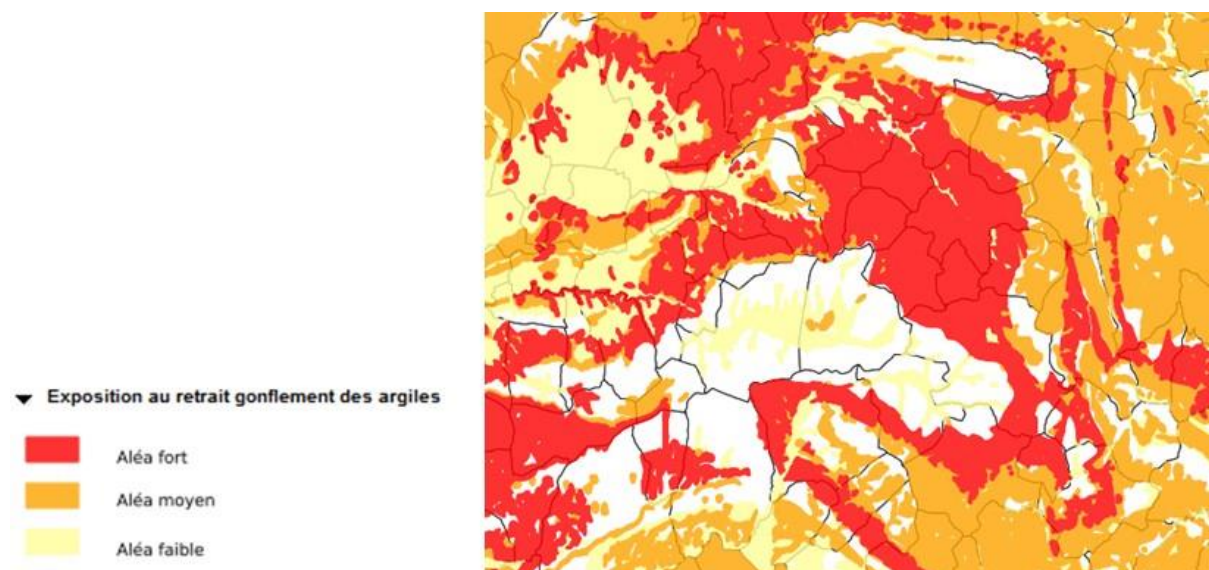 Exposition au retrait gonflement des argiles
Aléa fort
Aléa moyen
Aléa faible